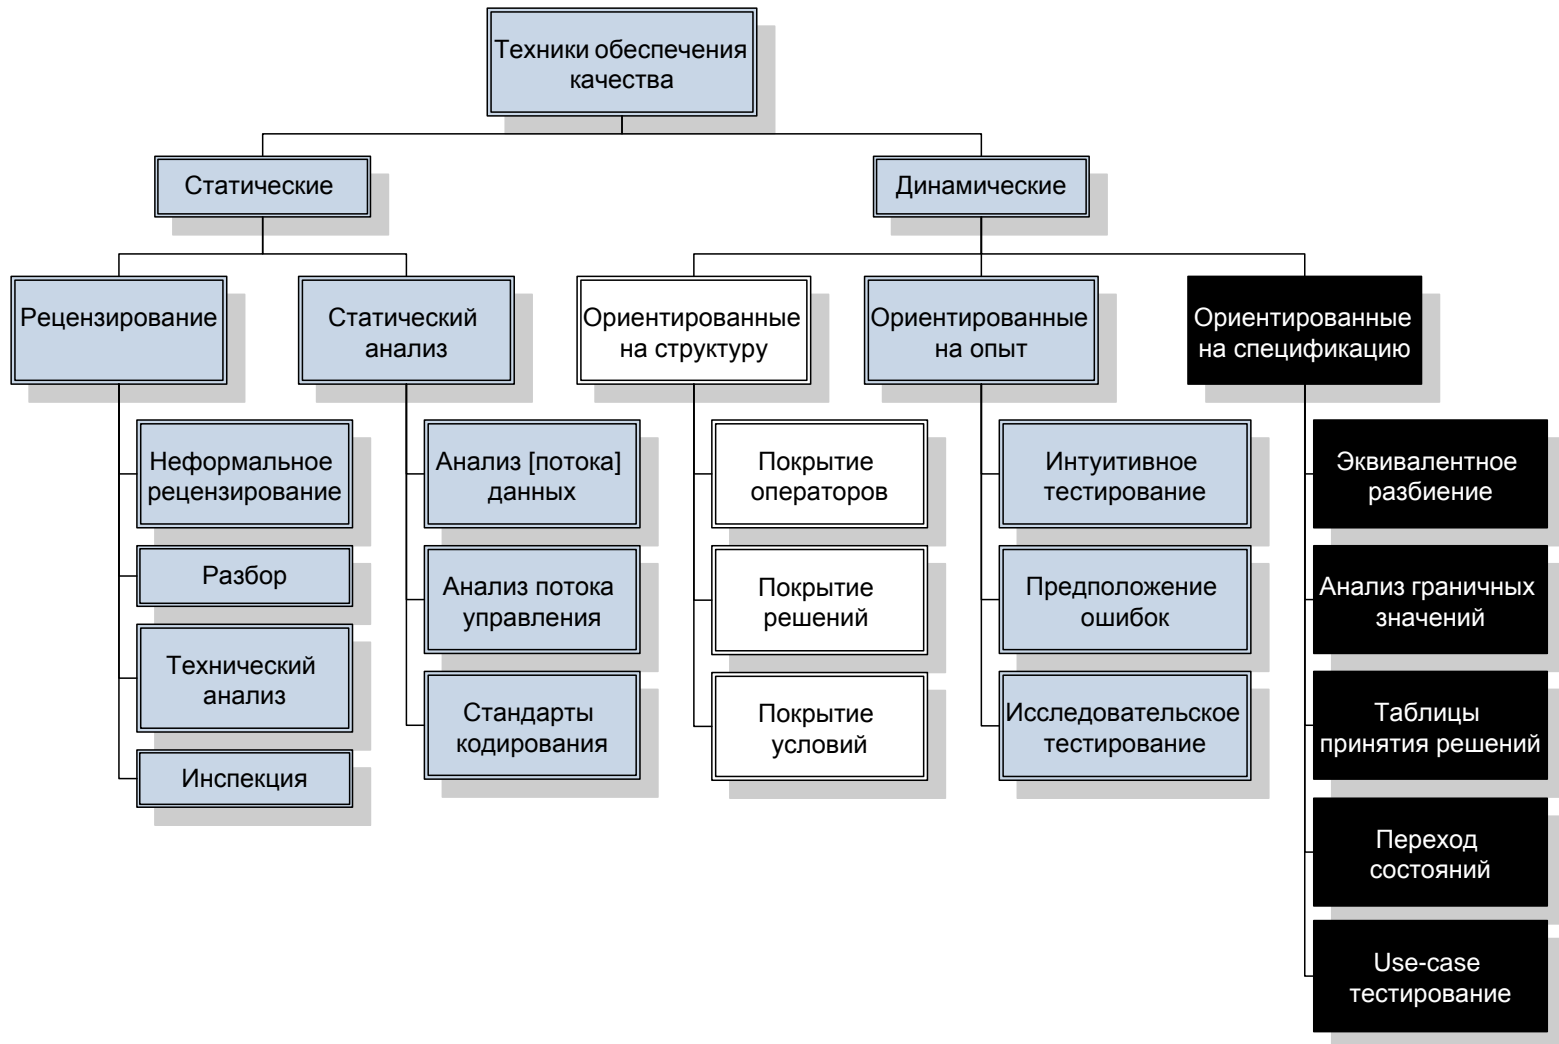 Техники обеспечения
качества
Статические
Динамические
Рецензирование
Статический
анализ
Ориентированные
на структуру
Ориентированные
на опыт
Ориентированные
на спецификацию
Неформальное
рецензирование
Разбор
Технический
анализ
Инспекция
Анализ [потока]
данных
Анализ потока
управления
Стандарты
кодирования
Покрытие
операторов
Покрытие
решений
Покрытие
условий
Интуитивное
тестирование
Предположение
ошибок
Исследовательское
тестирование
Эквивалентное
разбиение
Анализ граничных
значений
Таблицы
принятия решений
Переход
состояний
Use-case
тестирование